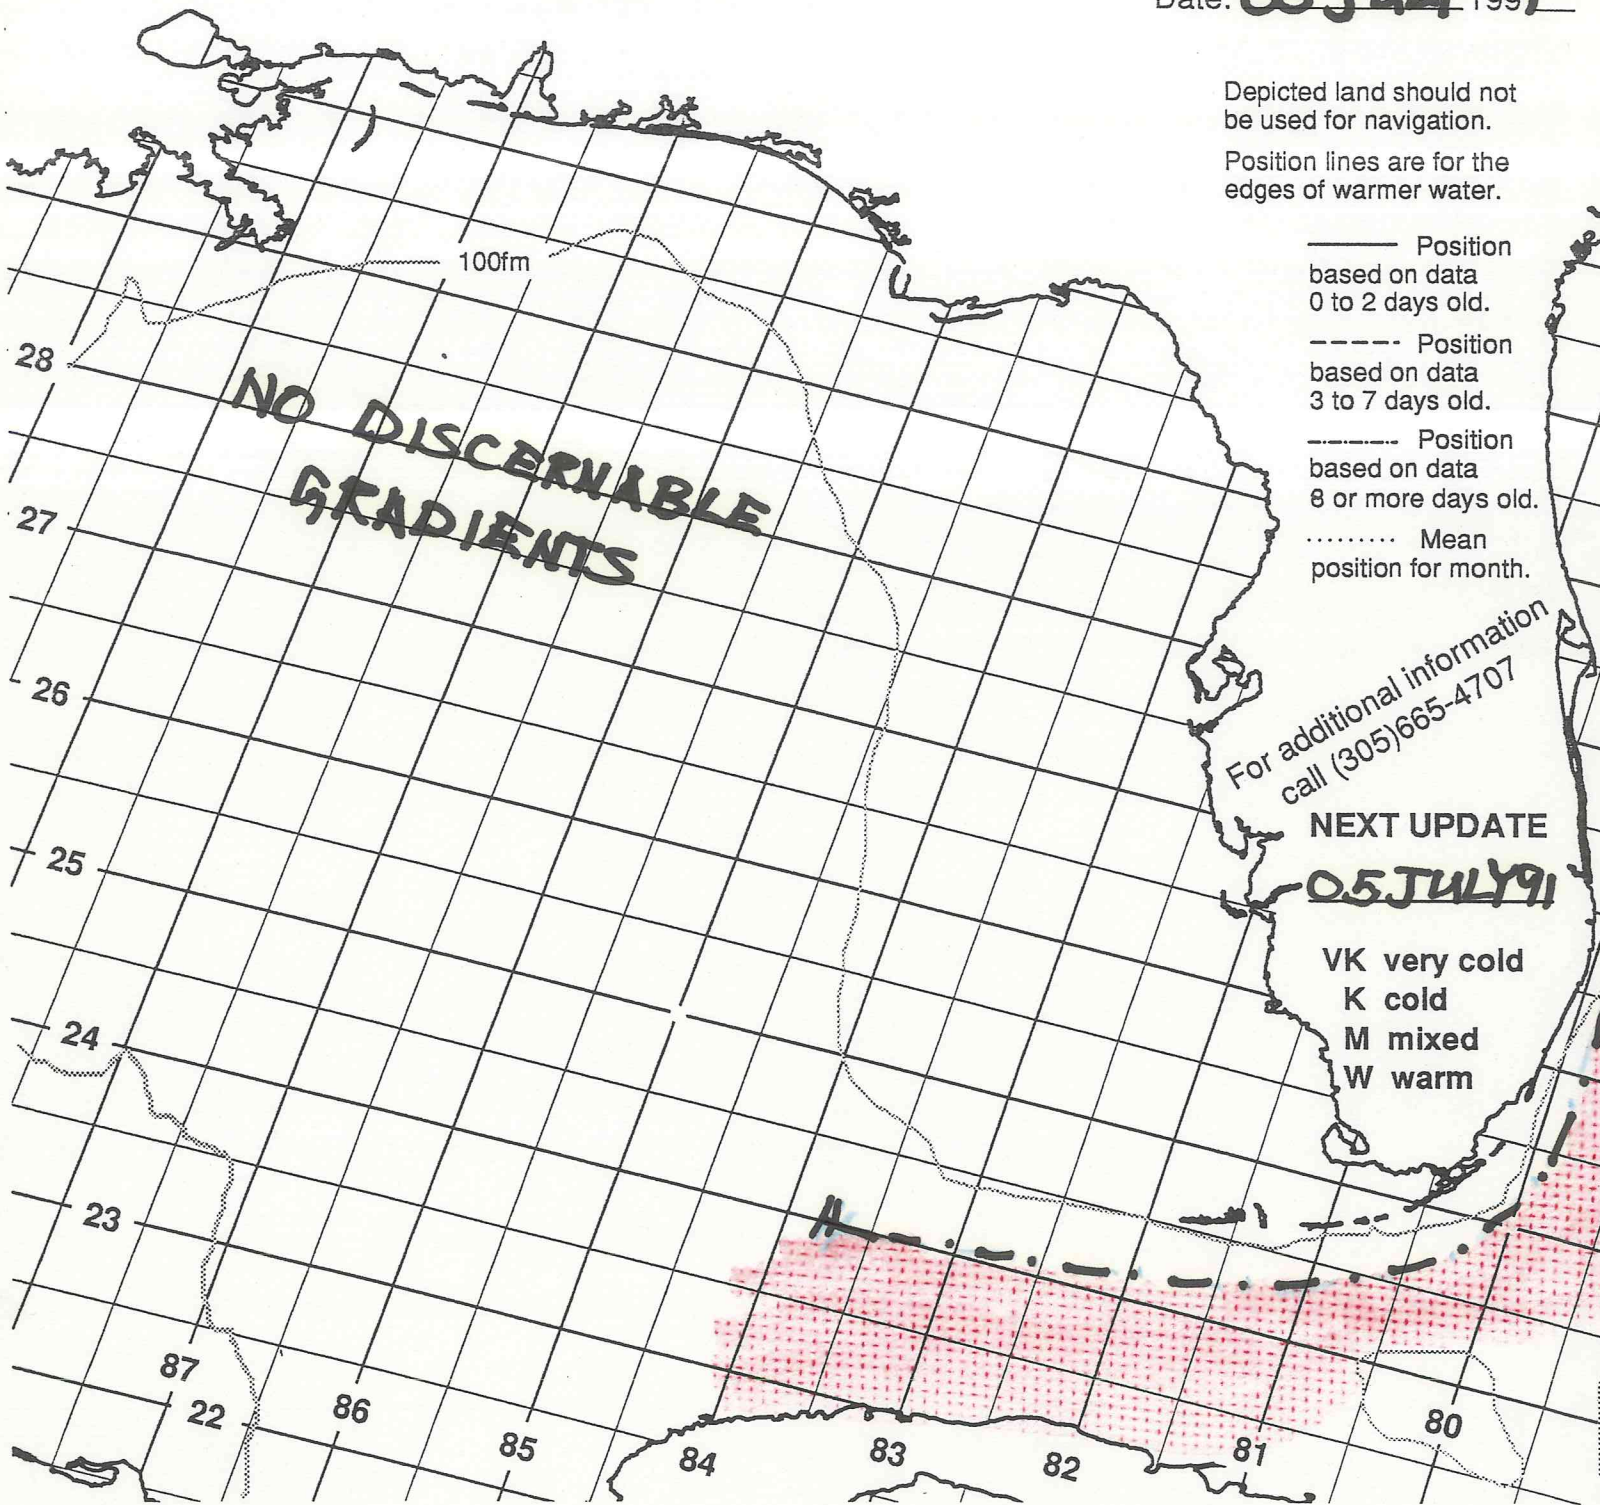 Date: JULY 1991
Depicted land should not
be used for navigation.
Position lines are for the
edges of warmer water.
Position
based on data
0 to 2 days old.
Position
based on data
3 to 7 days old.
Position
based on data
8 or more days old.
Mean
position for month.
100fm
28
NO DISCERNABLE
GRADIENTS
27
26
25
24
23
For additional information
call (305)665-4707
NEXT UPDATE
05JULY91
VK very cold
K cold
M mixed
W warm
A
87
22
86
85
84
83
82
81
80